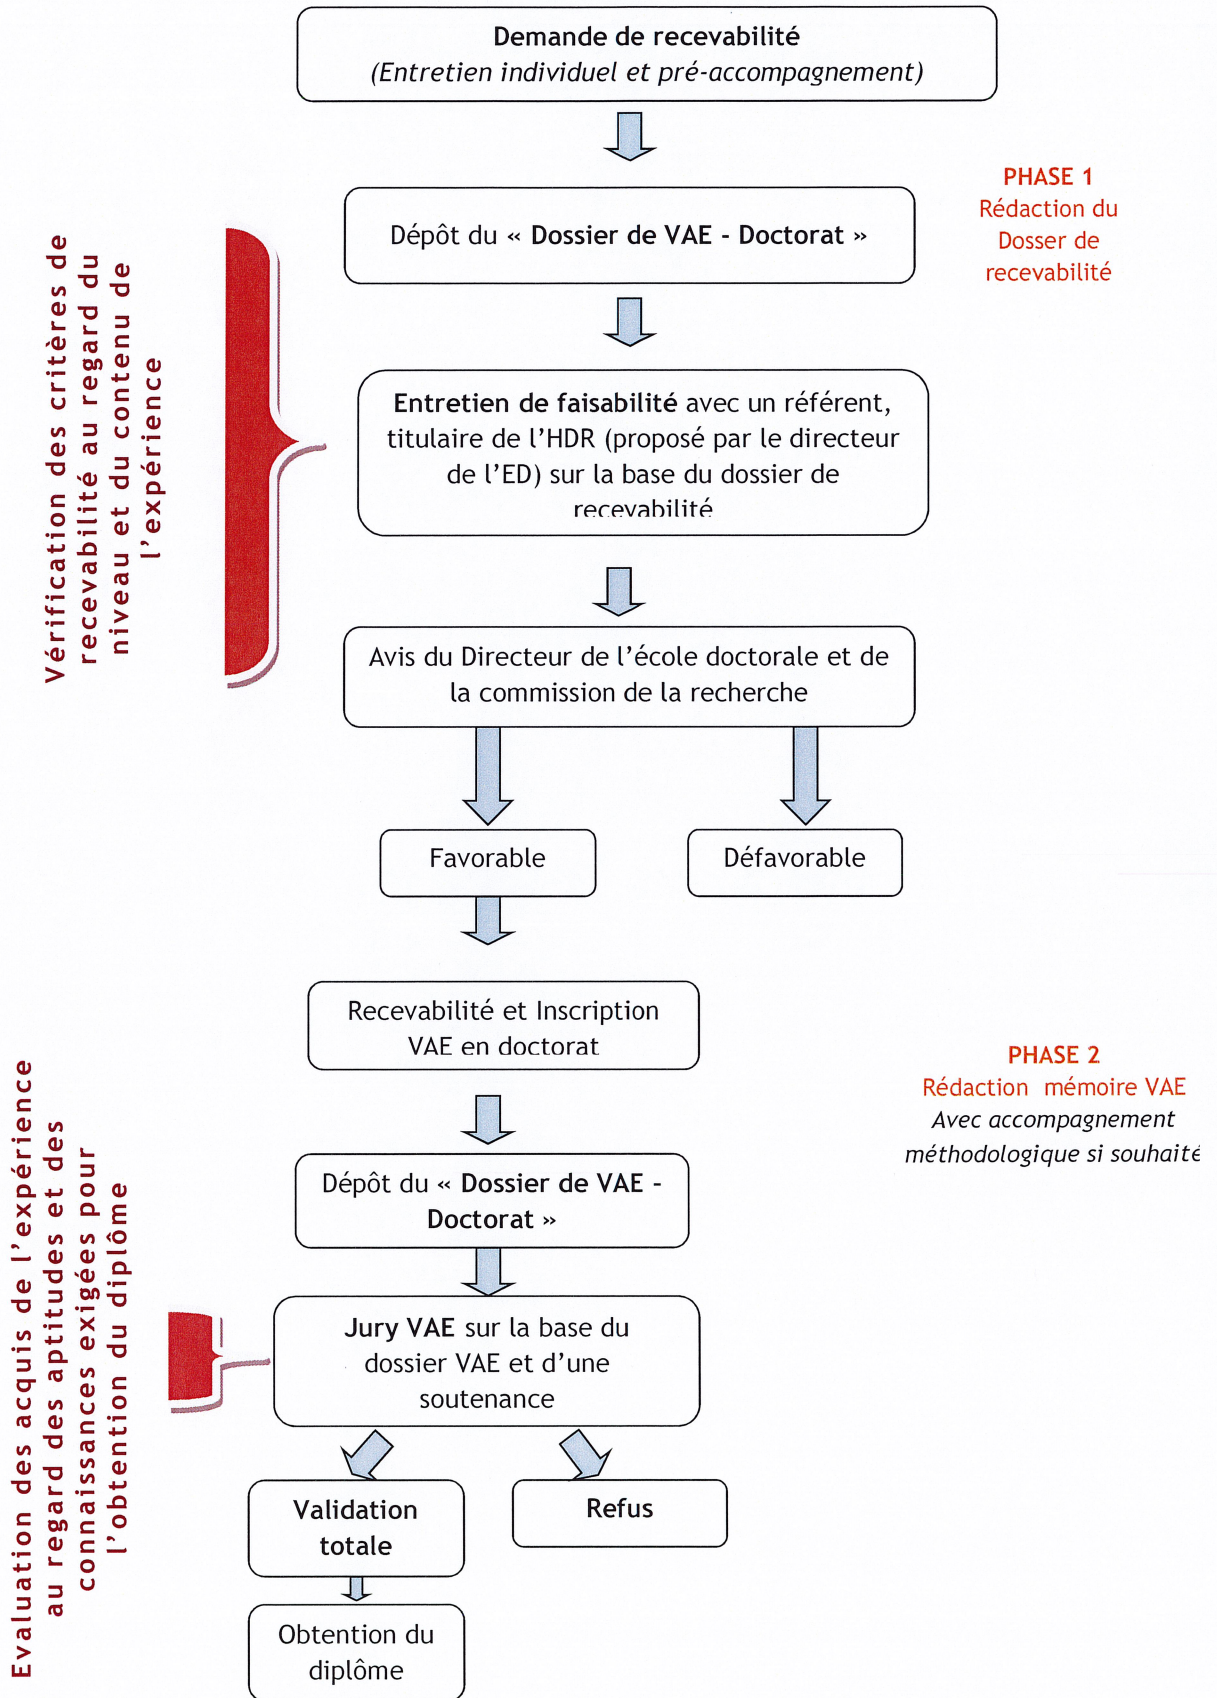 Demande de recevabilité
(Entretien individuel et pré-accompagnement)
PHASE 1
Rédaction du
Dosser de
recevabilité
Dépôt du « Dossier de VAE - Doctorat »
Vérification des critères de
recevabilité au regard du
niveau et du contenu de
l'expérience
Entretien de faisabilité avec un référent,
titulaire de l'HDR (proposé par le directeur
de l'ED) sur la base du dossier de
recevabilité
Avis du Directeur de l'école doctorale et de
la commission de la recherche
Favorable
Défavorable
Recevabilité et Inscription
VAE en doctorat
PHASE 2
Rédaction mémoire VAE
Avec accompagnement
méthodologique si souhaité
Dépôt du « Dossier de VAE -
Doctorat »
Evaluation des acquis de l'expérience
au regard des aptitudes et des
connaissances exigées pour
l'obtention du diplôme
Jury VAE sur la base du
dossier VAE et d'une
soutenance
Validation
totale
Refus
Obtention du
diplôme